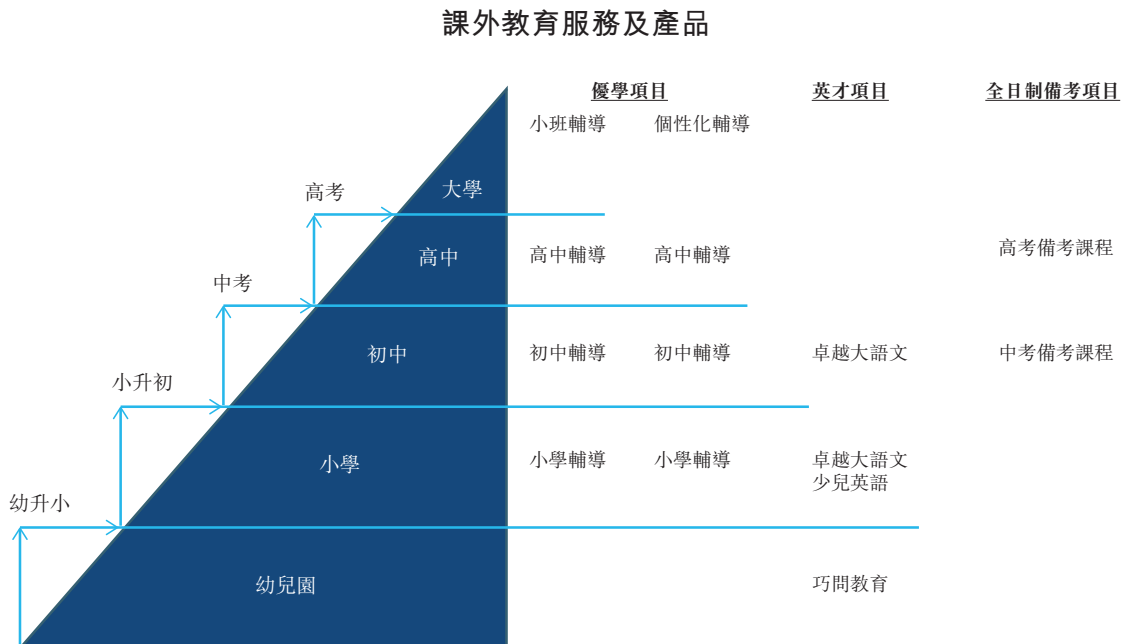 課外教育服務及產品
優學項目 英才項目 全日制備考項目
小班輔導 個性化輔導
高考 大學
高中 高中輔導 高中輔導 高考備考課程
中考
初中 初中輔導 初中輔導 卓越大語文 中考備考課程
小升初
小學 小學輔導 小學輔導 卓越大語文
少兒英語
幼升小
幼兒園 巧問教育